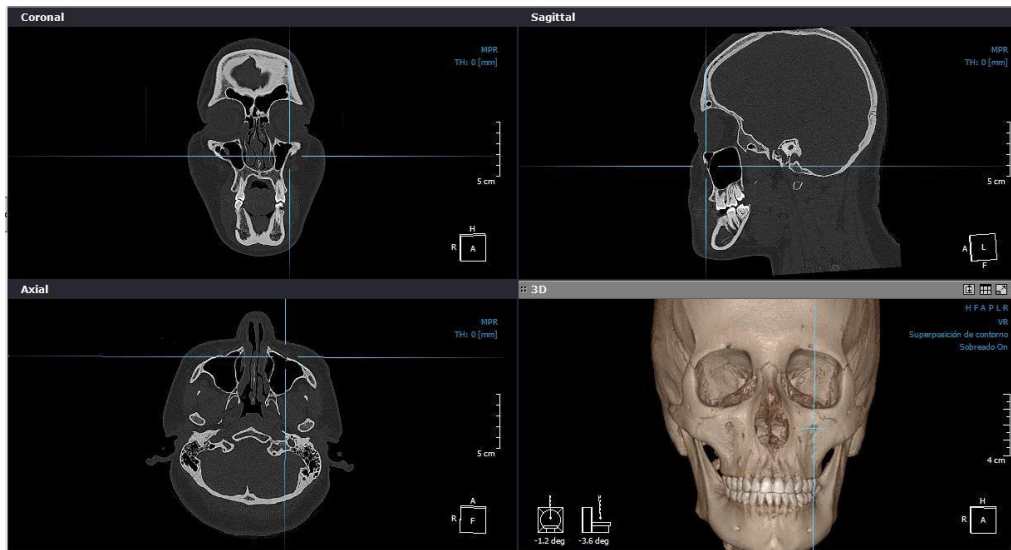 Coronal
MPR
TH: 0 [mm]
5 cm
H
R A
Sagittal
MPR
TH: 0 [mm]
5 cm
A L
F
Axial
MPR
TH: 0 [mm]
5 cm
A
R F
3D
H F A P L R
VR
Superposición de contorno
Sobreado On
4 cm
-1.2 deg
-3.6 deg
H
R A